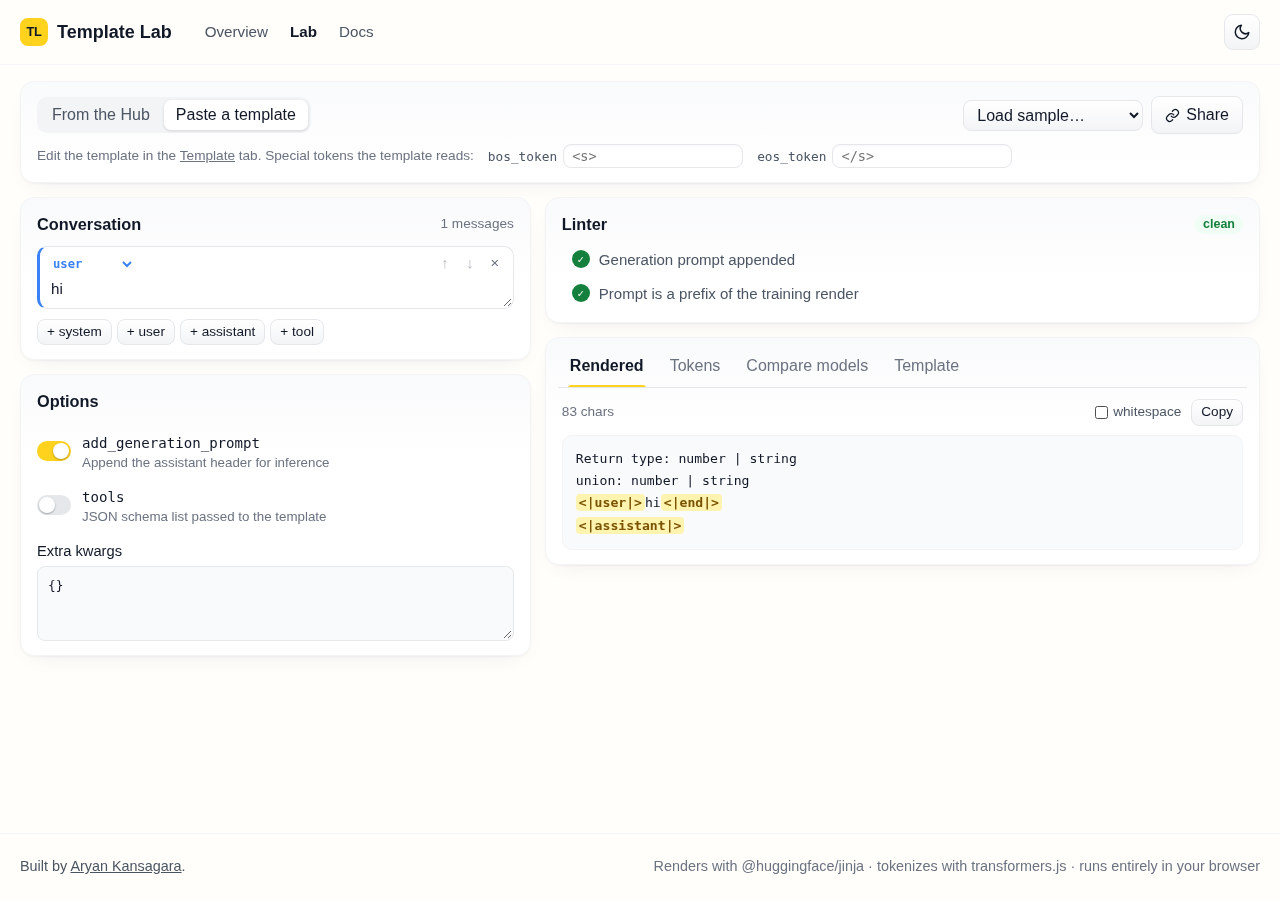 TL Template Lab Overview Lab Docs
From the Hub Paste a template Load sample… Share
Edit the template in the Template tab. Special tokens the template reads: bos_token <s> eos_token </s>
Conversation 1 messages
user ↑ ↓ ×
hi
+ system + user + assistant + tool
Options
add_generation_prompt
Append the assistant header for inference
tools
JSON schema list passed to the template
Extra kwargs
{}
Linter clean
✓ Generation prompt appended
✓ Prompt is a prefix of the training render
Rendered Tokens Compare models Template
83 chars whitespace Copy
Return type: number | string
union: number | string
<|user|>hi<|end|>
<|assistant|>
Built by Aryan Kansagara. Renders with @huggingface/jinja · tokenizes with transformers.js · runs entirely in your browser